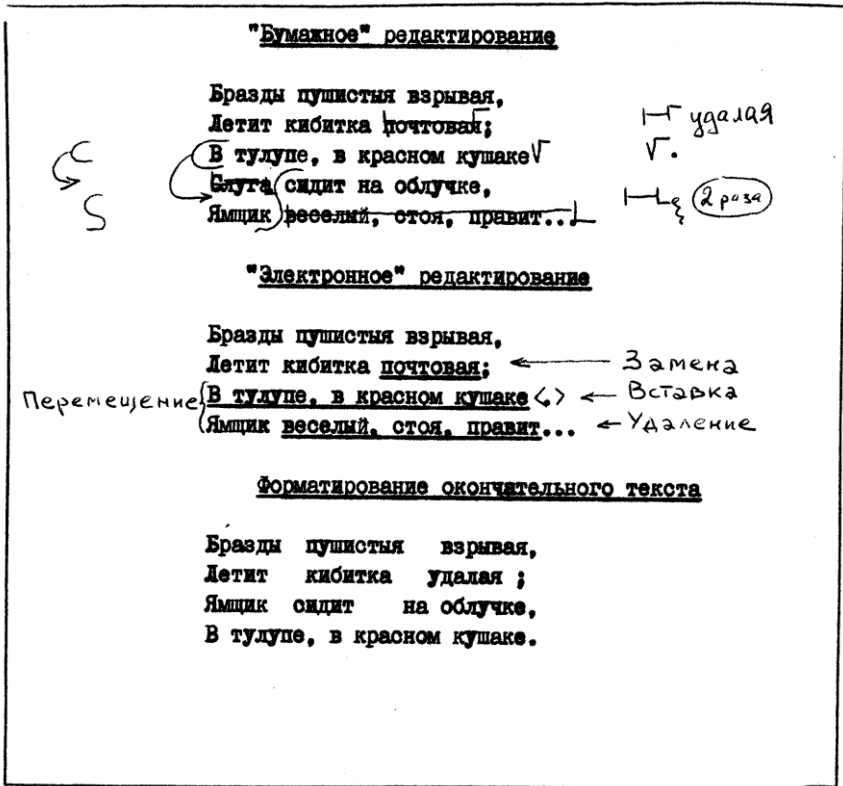 "Бумажное" редактирование
Бразды пушистыя взрывая,
Летит кибитка почтовая; удалая
В тулупе, в красном кушаке .
Слуга сидит на облучке,
Ямщик веселый, стоя, правит... 2 раза
"Электронное" редактирование
Бразды пушистыя взрывая,
Летит кибитка почтовая; ← Замена
Перемещение В тулупе, в красном кушаке <.> ← Вставка
Ямщик веселый, стоя, правит... ← Удаление
Форматирование окончательного текста
Бразды пушистыя взрывая,
Летит кибитка удалая ;
Ямщик сидит на облучке,
В тулупе, в красном кушаке.